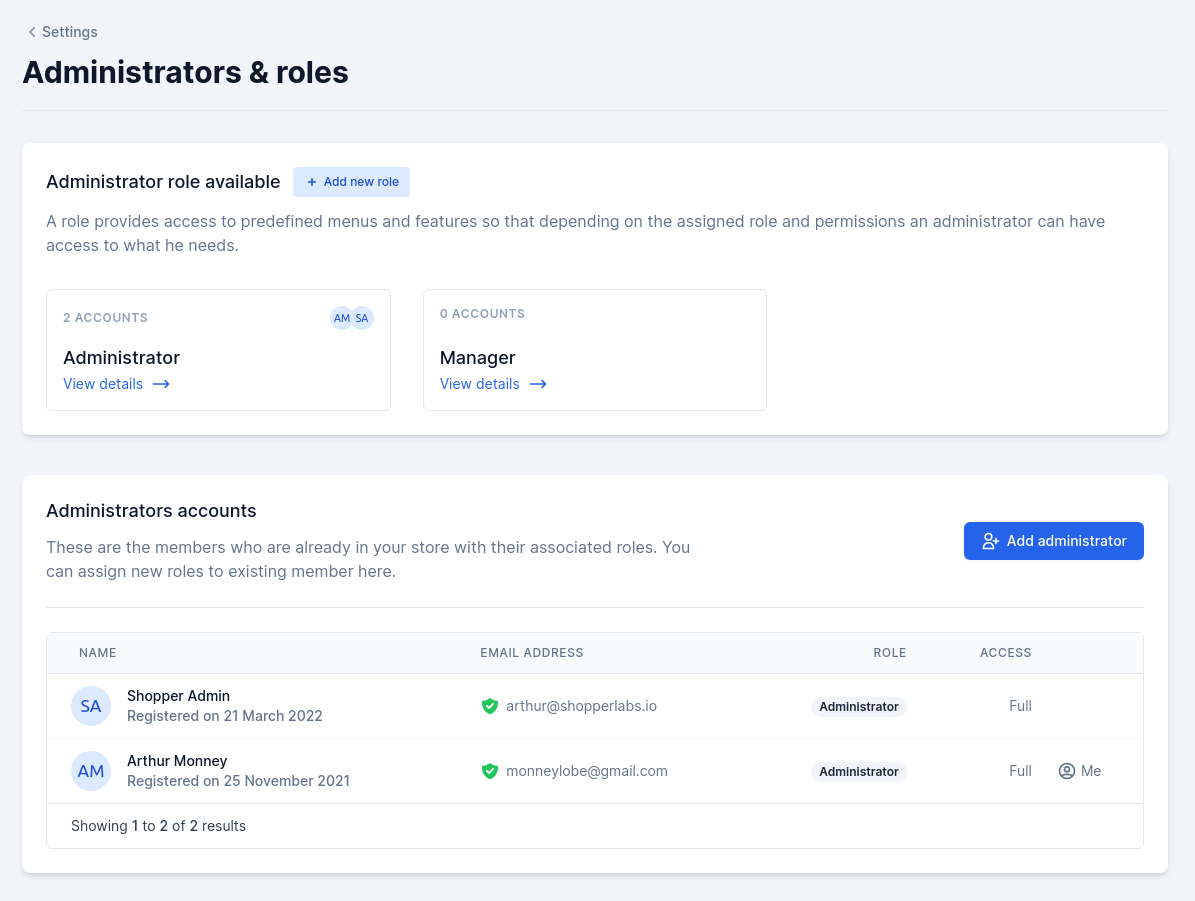 Settings
Administrators & roles
Administrator role available
+ Add new role
A role provides access to predefined menus and features so that depending on the assigned role and permissions an administrator can have
access to what he needs.
2 ACCOUNTS
AM SA
Administrator
View details
0 ACCOUNTS
Manager
View details
Administrators accounts
These are the members who are already in your store with their associated roles. You
can assign new roles to existing member here.
Add administrator
NAME EMAIL ADDRESS ROLE ACCESS
SA
Shopper Admin
Registered on 21 March 2022
arthur@shopperlabs.io
Administrator
Full
AM
Arthur Monney
Registered on 25 November 2021
monneylobe@gmail.com
Administrator
Full
Me
Showing 1 to 2 of 2 results